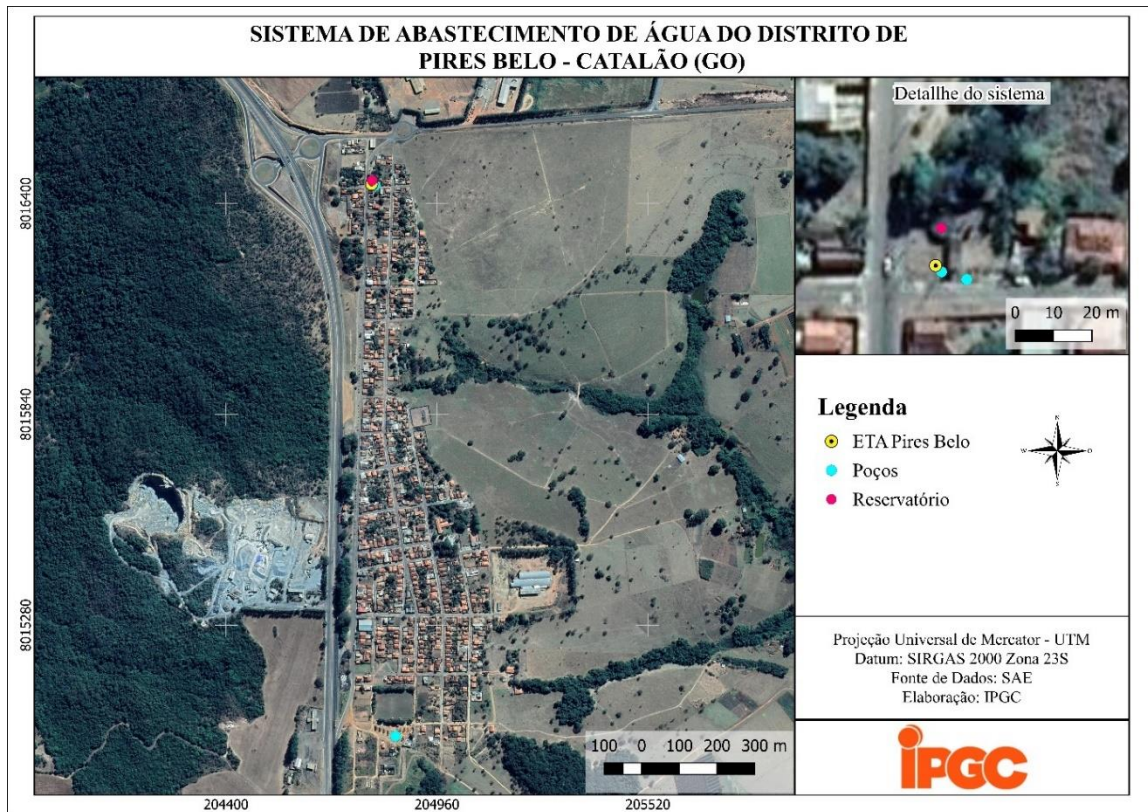 SISTEMA DE ABASTECIMENTO DE ÁGUA DO DISTRITO DE
PIRES BELO - CATALÃO (GO)
Detallhe do sistema
8016400
8015840
8015280
0 10 20 m
Legenda
ETA Pires Belo
Poços
Reservatório
N
W
O
S
Projeção Universal de Mercator - UTM
Datum: SIRGAS 2000 Zona 23S
Fonte de Dados: SAE
Elaboração: IPGC
100 0 100 200 300 m
204400 204960 205520
iPGC